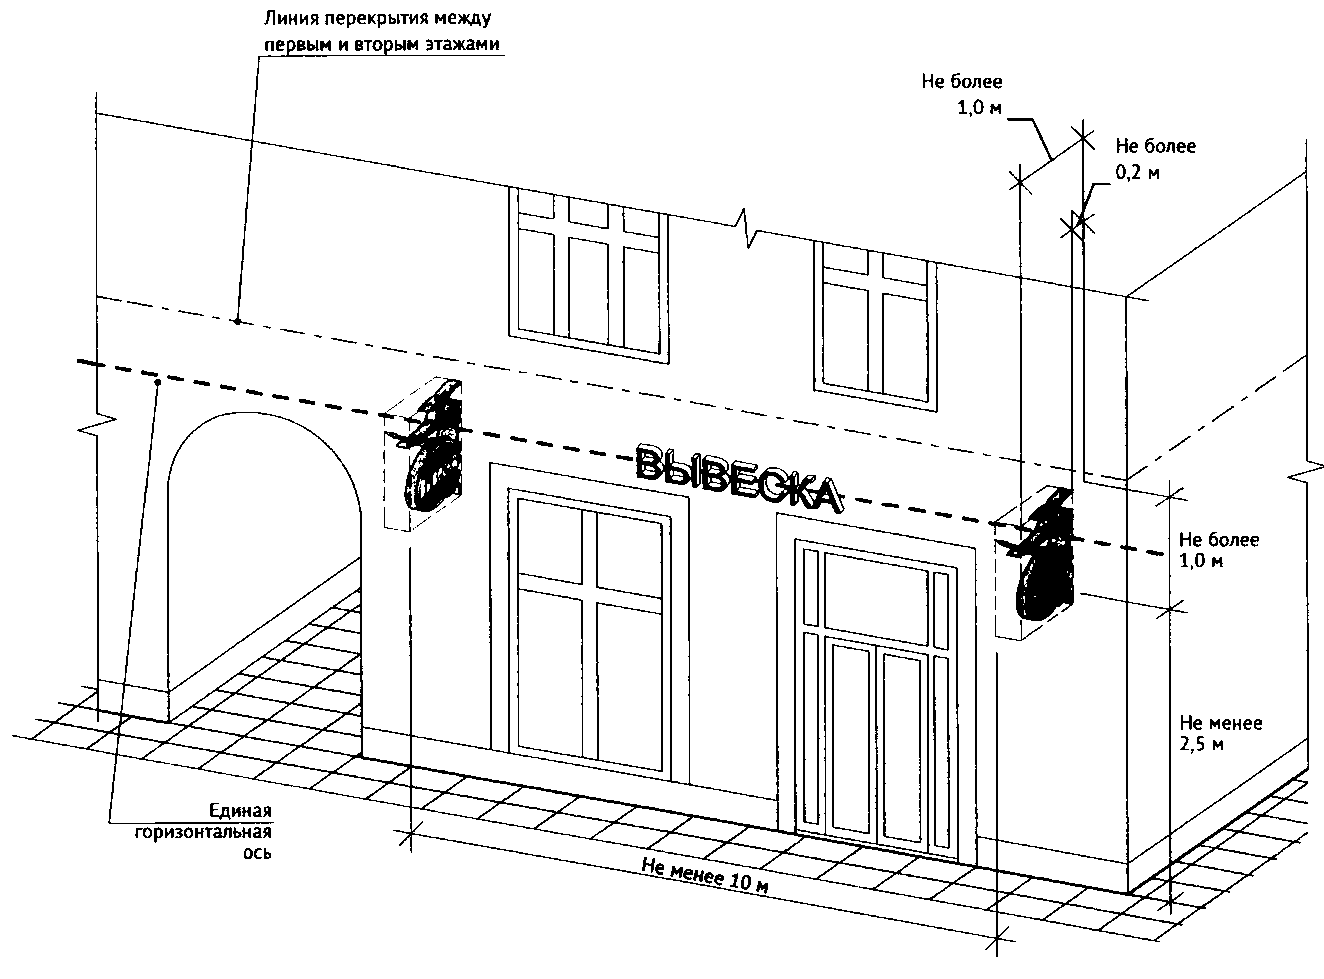 Линия перекрытия между
первым и вторым этажами
Не более
1,0 м
Не более
0,2 м
ВЫВЕСКА
Не более
1,0 м
Не менее
2,5 м
Единая
горизонтальная
ось
Не менее 10 м